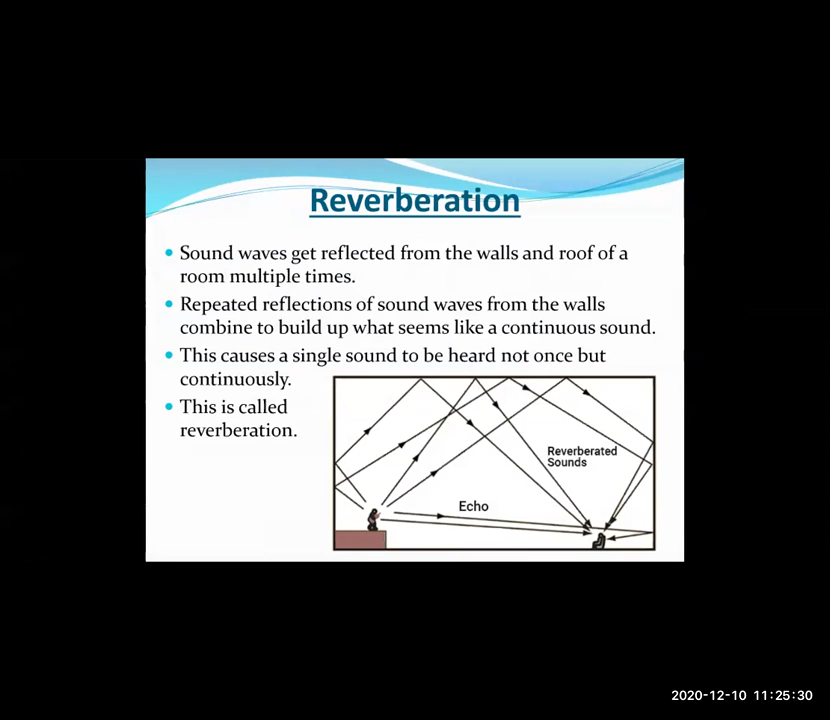 Reverberation
Sound waves get reflected from the walls and roof of a
room multiple times.
Repeated reflections of sound waves from the walls
combine to build up what seems like a continuous sound.
This causes a single sound to be heard not once but
continuously.
This is called
reverberation.
Reverberated
Sounds
Echo
2020-12-10 11:25:30